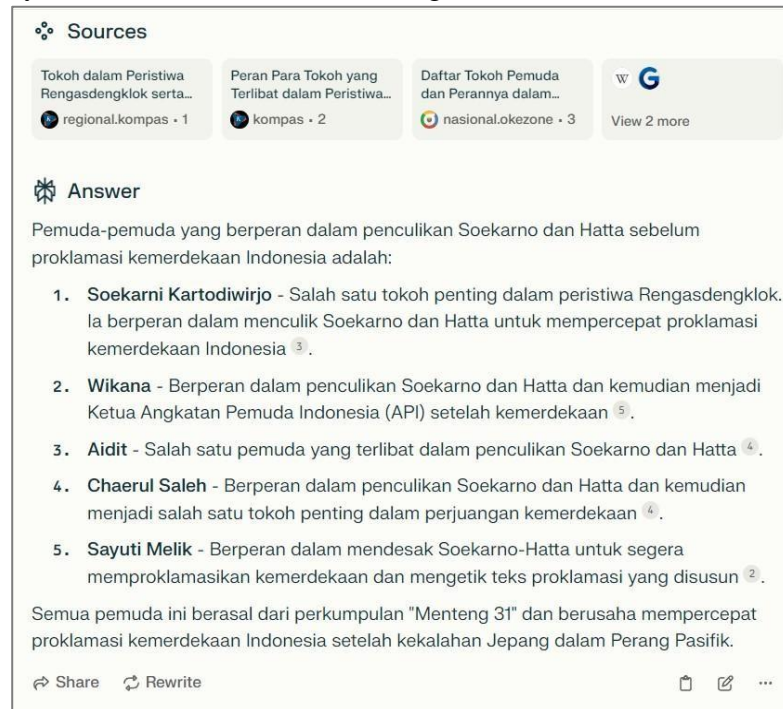 Sources
Tokoh dalam Peristiwa
Rengasdengklok serta...
regional.kompas • 1
Peran Para Tokoh yang
Terlibat dalam Peristiwa...
kompas • 2
Daftar Tokoh Pemuda
dan Perannya dalam...
nasional.okezone • 3
W G
View 2 more
Answer
Pemuda-pemuda yang berperan dalam penculikan Soekarno dan Hatta sebelum
proklamasi kemerdekaan Indonesia adalah:
1. Soekarni Kartodiwirjo - Salah satu tokoh penting dalam peristiwa Rengasdengklok.
Ia berperan dalam menculik Soekarno dan Hatta untuk mempercepat proklamasi
kemerdekaan Indonesia 3.
2. Wikana - Berperan dalam penculikan Soekarno dan Hatta dan kemudian menjadi
Ketua Angkatan Pemuda Indonesia (API) setelah kemerdekaan 5.
3. Aidit - Salah satu pemuda yang terlibat dalam penculikan Soekarno dan Hatta 4.
4. Chaerul Saleh - Berperan dalam penculikan Soekarno dan Hatta dan kemudian
menjadi salah satu tokoh penting dalam perjuangan kemerdekaan 4.
5. Sayuti Melik - Berperan dalam mendesak Soekarno-Hatta untuk segera
memproklamasikan kemerdekaan dan mengetik teks proklamasi yang disusun 2.
Semua pemuda ini berasal dari perkumpulan "Menteng 31" dan berusaha mempercepat
proklamasi kemerdekaan Indonesia setelah kekalahan Jepang dalam Perang Pasifik.
Share Rewrite